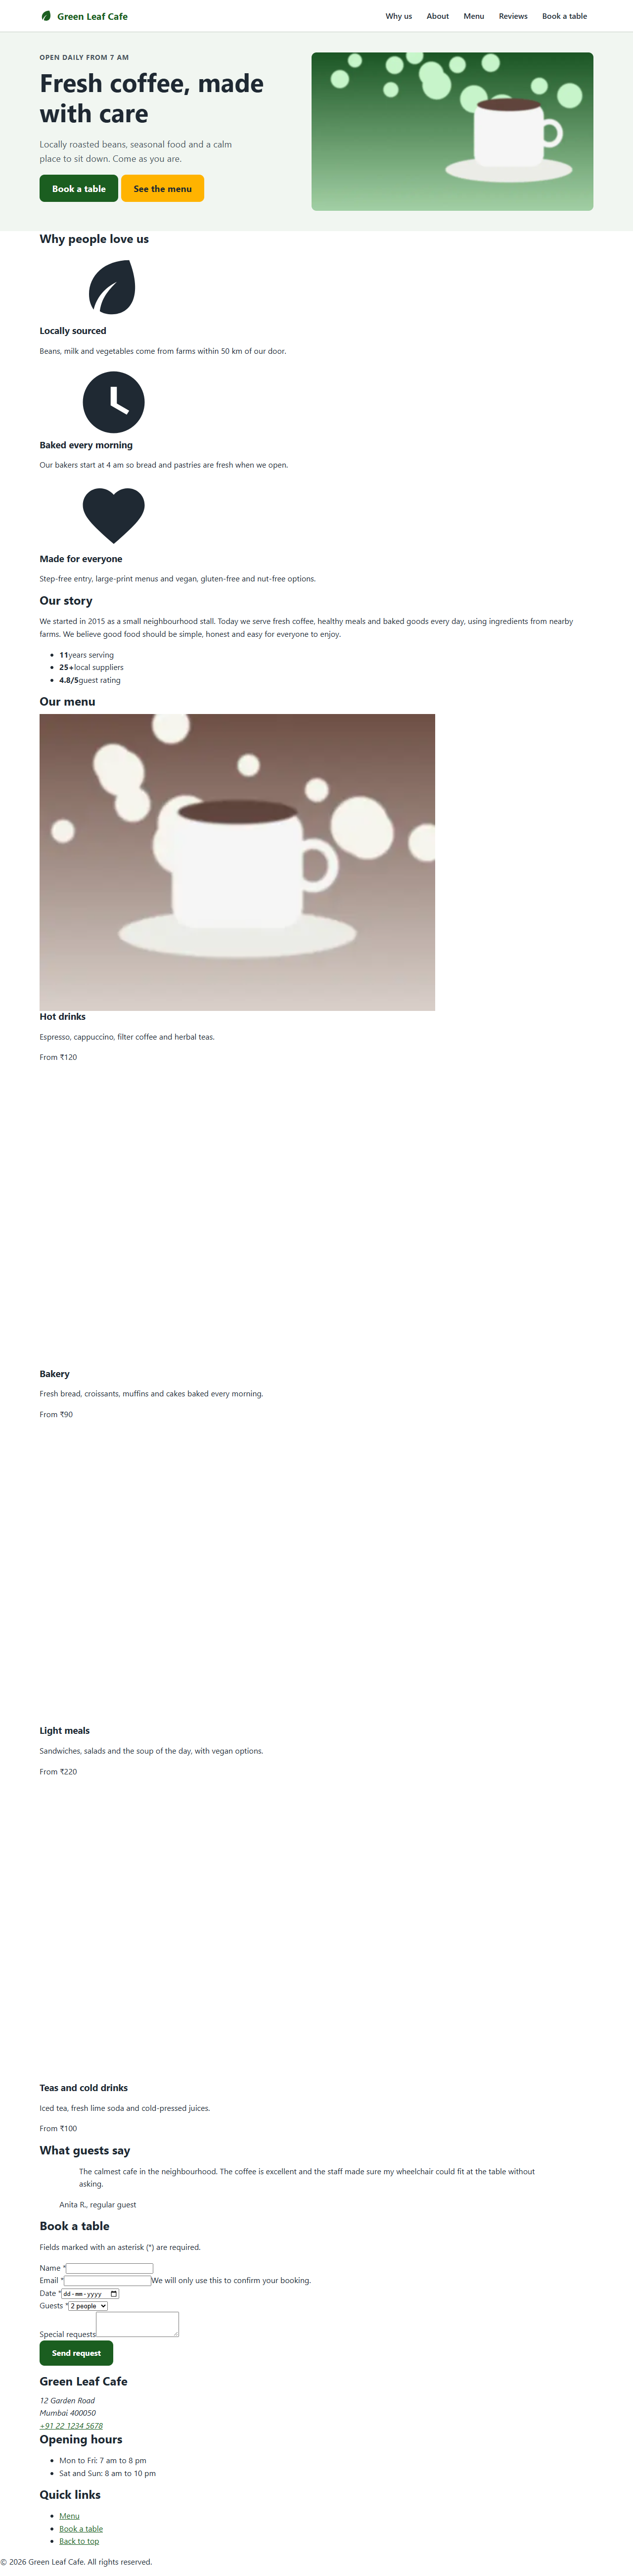 Green Leaf Cafe
Why us
About
Menu
Reviews
Book a table
OPEN DAILY FROM 7 AM
Fresh coffee, made
with care
Locally roasted beans, seasonal food and a calm
place to sit down. Come as you are.
Book a table
See the menu
Why people love us
Locally sourced
Beans, milk and vegetables come from farms within 50 km of our door.
Baked every morning
Our bakers start at 4 am so bread and pastries are fresh when we open.
Made for everyone
Step-free entry, large-print menus and vegan, gluten-free and nut-free options.
Our story
We started in 2015 as a small neighbourhood stall. Today we serve fresh coffee, healthy meals and baked goods every day, using ingredients from nearby
farms. We believe good food should be simple, honest and easy for everyone to enjoy.
11years serving
25+local suppliers
4.8/5guest rating
Our menu
Hot drinks
Espresso, cappuccino, filter coffee and herbal teas.
From ₹120
Bakery
Fresh bread, croissants, muffins and cakes baked every morning.
From ₹90
Light meals
Sandwiches, salads and the soup of the day, with vegan options.
From ₹220
Teas and cold drinks
Iced tea, fresh lime soda and cold-pressed juices.
From ₹100
What guests say
The calmest cafe in the neighbourhood. The coffee is excellent and the staff made sure my wheelchair could fit at the table without
asking.
Anita R., regular guest
Book a table
Fields marked with an asterisk (*) are required.
Name *
Email * We will only use this to confirm your booking.
Date * dd-mm-yyyy
Guests * 2 people
Special requests
Send request
Green Leaf Cafe
12 Garden Road
Mumbai 400050
+91 22 1234 5678
Opening hours
Mon to Fri: 7 am to 8 pm
Sat and Sun: 8 am to 10 pm
Quick links
Menu
Book a table
Back to top
© 2026 Green Leaf Cafe. All rights reserved.